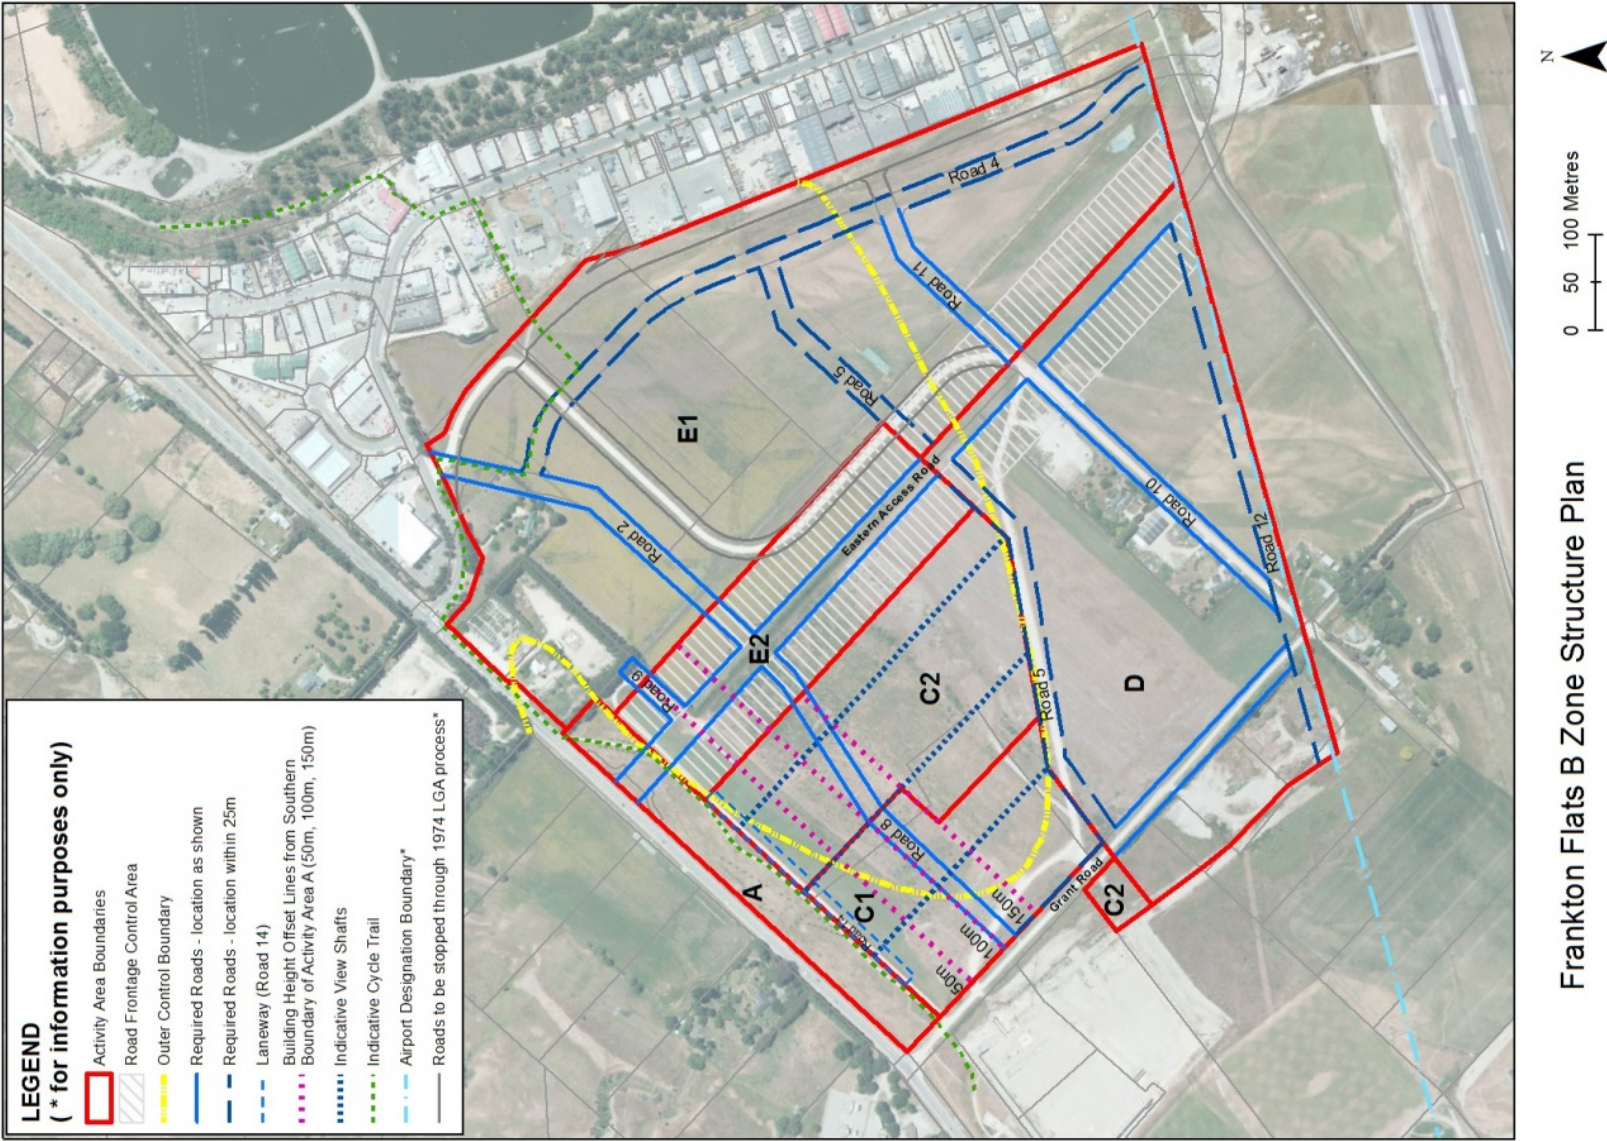 LEGEND
( * for information purposes only)
Activity Area Boundaries
Road Frontage Control Area
Outer Control Boundary
Required Roads - location as shown
Required Roads - location within 25m
Laneway (Road 14)
Building Height Offset Lines from Southern
Boundary of Activity Area A (50m, 100m, 150m)
Indicative View Shafts
Indicative Cycle Trail
Airport Designation Boundary*
Roads to be stopped through 1974 LGA process*
A
C1
Road 14
50m
100m
150m
Road 8
Grant Road
C2
Road 9
E2
Road 2
E1
C2
Eastern Access Road
Road 5
Road 5
D
Road 4
Road 11
Road 10
Road 12
Frankton Flats B Zone Structure Plan
0 50 100 Metres
N